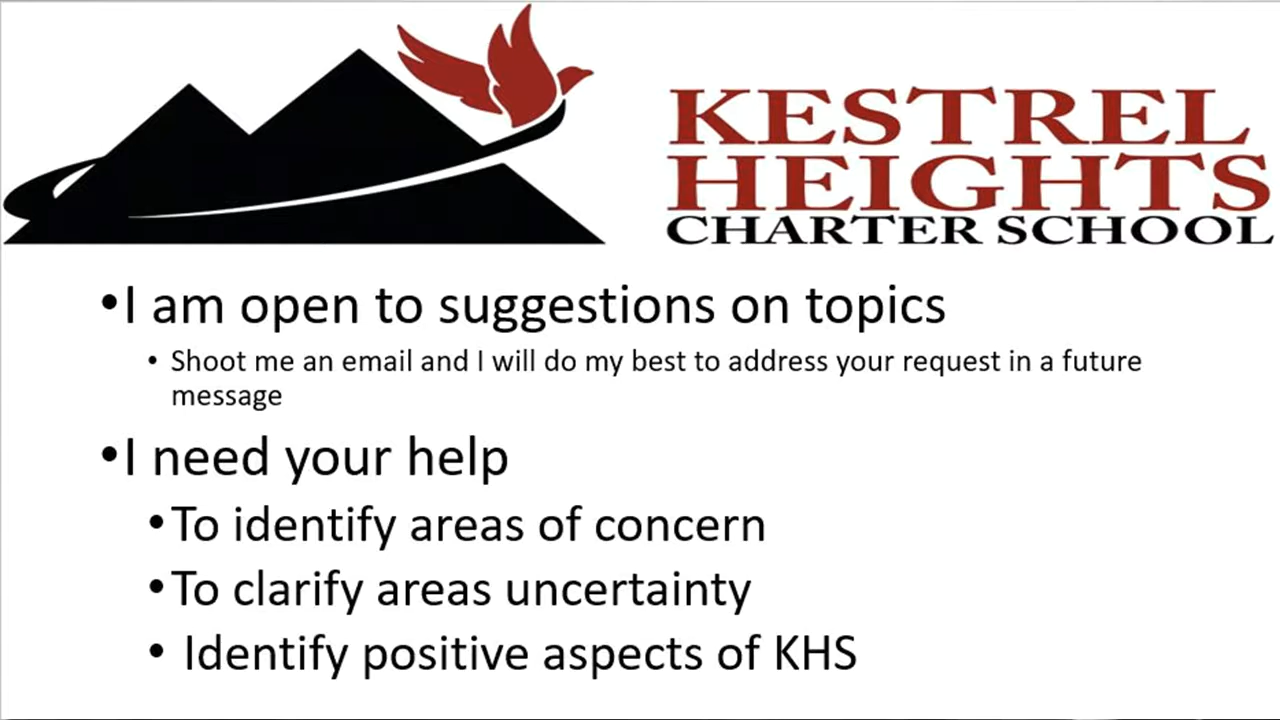 KESTREL
HEIGHTS
CHARTER SCHOOL
•I am open to suggestions on topics
• Shoot me an email and I will do my best to address your request in a future
message
•I need your help
•To identify areas of concern
•To clarify areas uncertainty
• Identify positive aspects of KHS